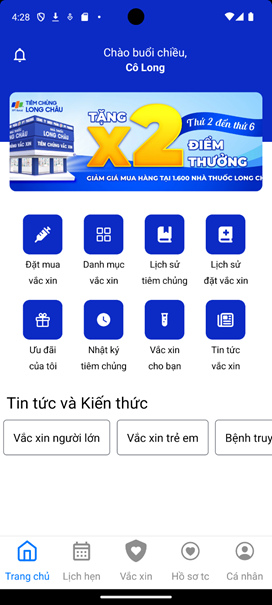 4:28
Chào buổi chiều,
Cô Long
TIÊM CHỦNG
LONG CHÂU
TẶNG
x2
Thứ 2 đến thứ 6
ĐIỂM
THƯỞNG
GIẢM GIÁ MUA HÀNG TẠI 1.600 NHÀ THUỐC LONG CH
Đặt mua
vắc xin
Danh mục
vắc xin
Lịch sử
tiêm chủng
Lịch sử
đặt vắc xin
Ưu đãi
của tôi
Nhật ký
tiêm chủng
Vắc xin
cho bạn
Tin tức
vắc xin
Tin tức và Kiến thức
Vắc xin người lớn
Vắc xin trẻ em
Bệnh truy
Trang chủ
Lịch hẹn
Vắc xin
Hồ sơ tc
Cá nhân